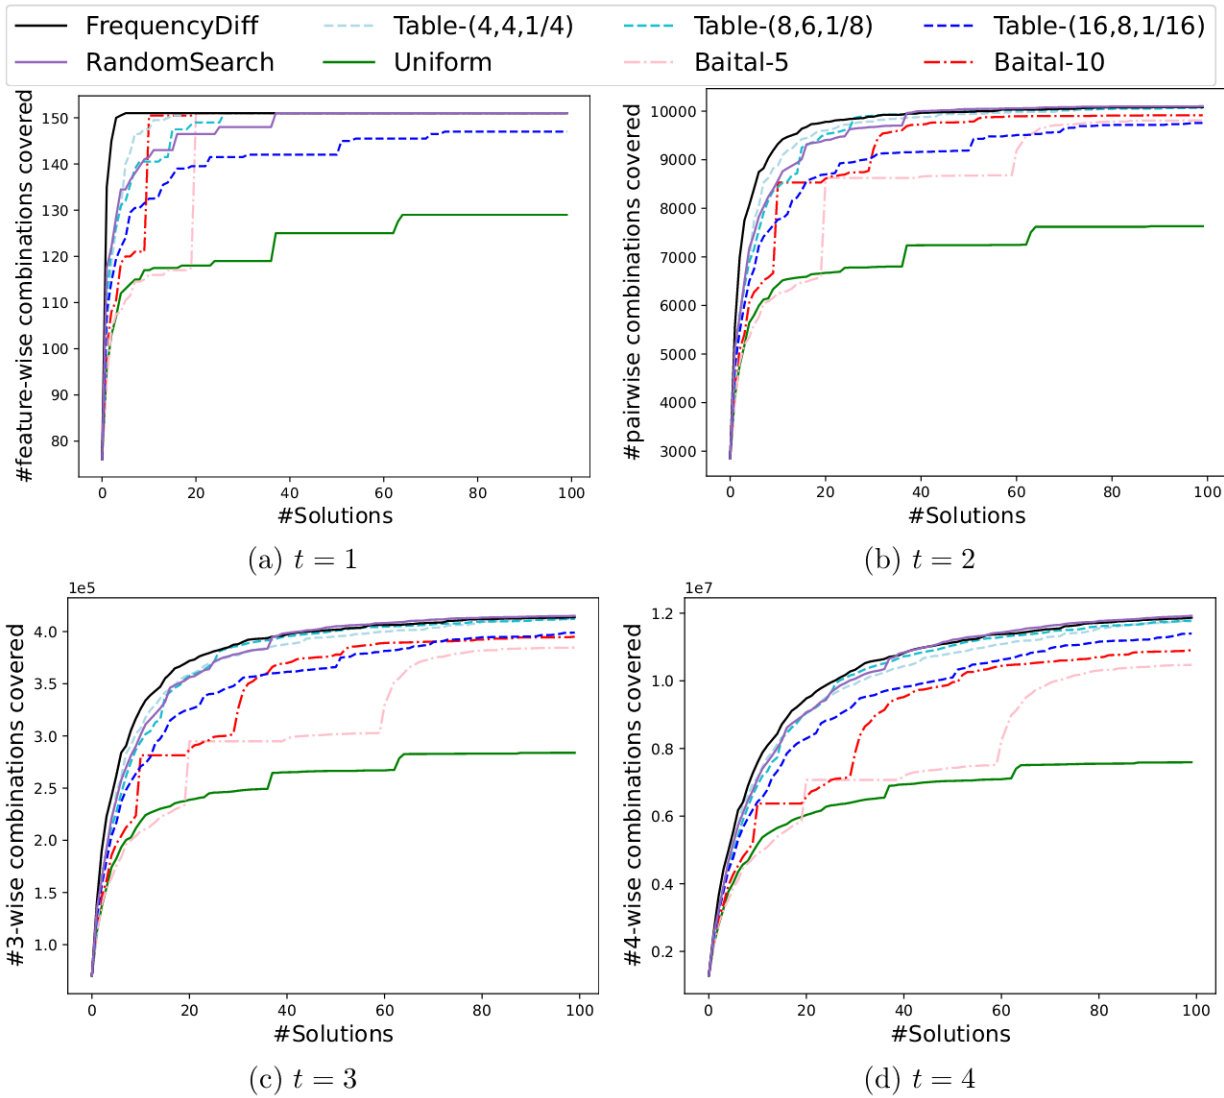 FrequencyDiff Table-(4,4,1/4) Table-(8,6,1/8) Table-(16,8,1/16)
RandomSearch Uniform Baital-5 Baital-10
#feature-wise combinations covered
150
140
130
120
110
100
90
80
0 20 40 60 80 100
#Solutions
(a) t = 1
#pairwise combinations covered
10000
9000
8000
7000
6000
5000
4000
3000
0 20 40 60 80 100
#Solutions
(b) t = 2
1e5
#3-wise combinations covered
4.0
3.5
3.0
2.5
2.0
1.5
1.0
0 20 40 60 80 100
#Solutions
(c) t = 3
1e7
#4-wise combinations covered
1.2
1.0
0.8
0.6
0.4
0.2
0 20 40 60 80 100
#Solutions
(d) t = 4